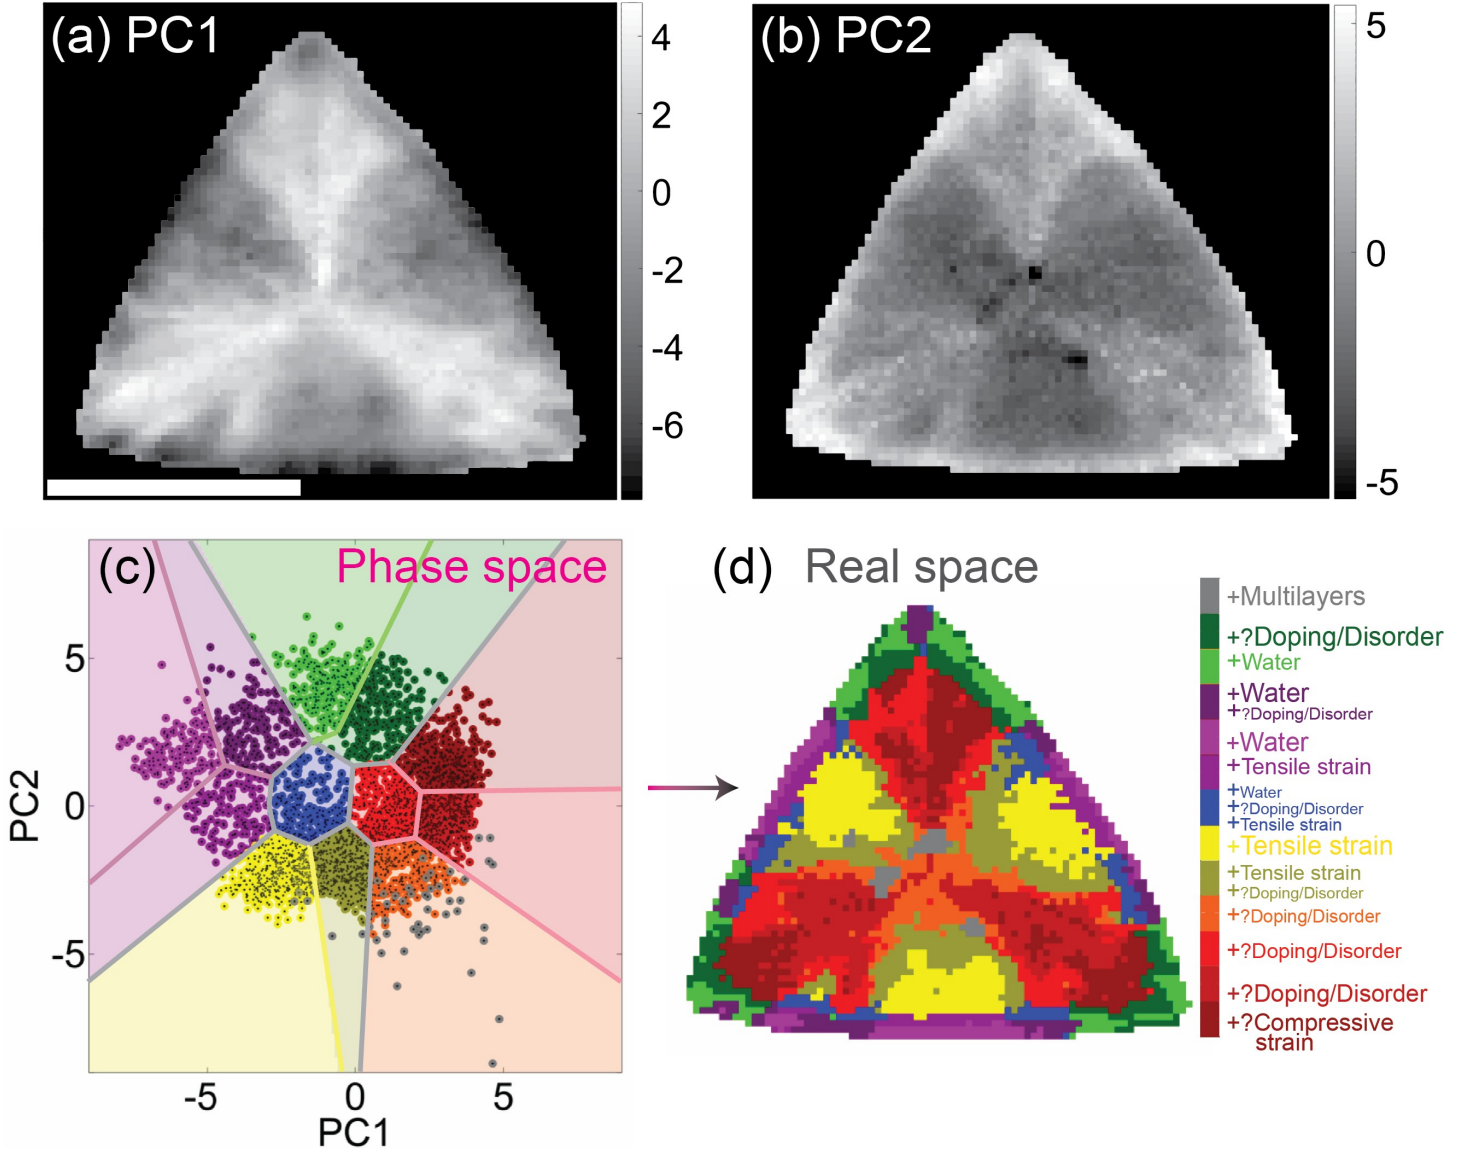 (a) PC1
4
2
0
-2
-4
-6
(b) PC2
5
0
-5
(c) Phase space
5
0
-5
PC2
-5 0 5
PC1
(d) Real space
+Multilayers
+?Doping/Disorder
+Water
+Water
+?Doping/Disorder
+Water
+Tensile strain
+Water
+?Doping/Disorder
+Tensile strain
+Tensile strain
+Tensile strain
+?Doping/Disorder
+?Doping/Disorder
+?Doping/Disorder
+?Doping/Disorder
+?Compressive
strain